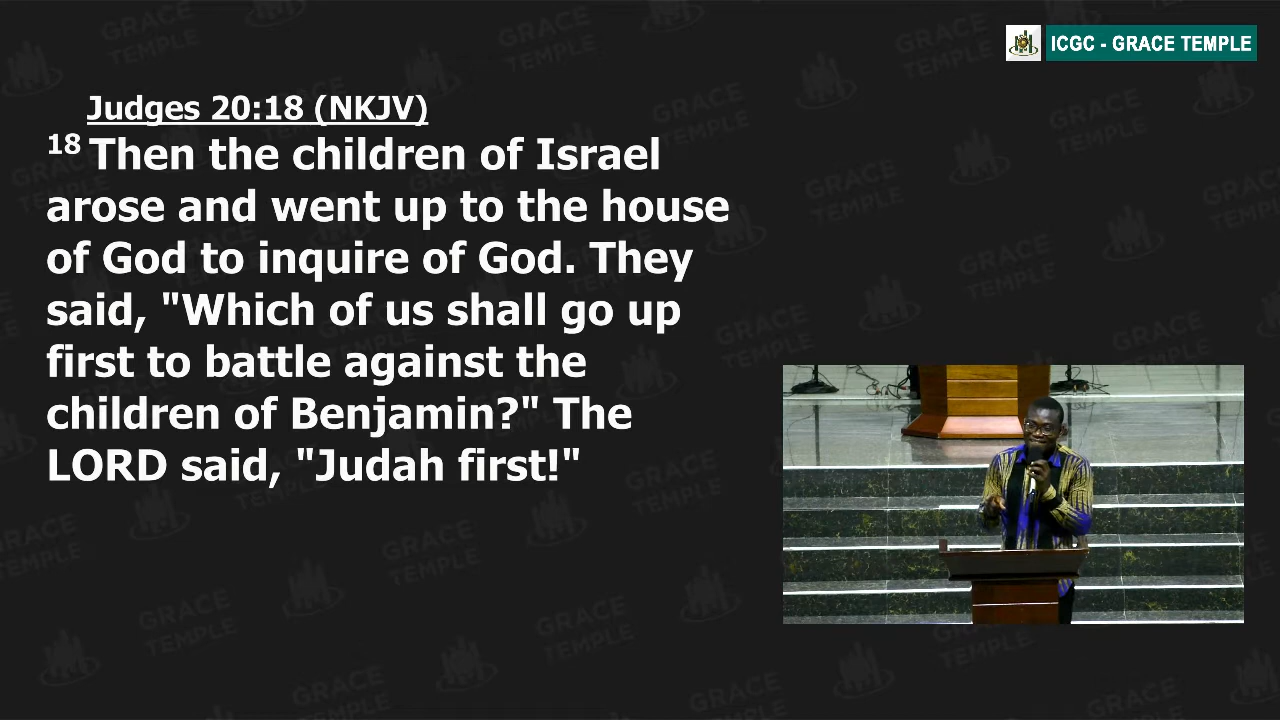 ICGC - GRACE TEMPLE
Judges 20:18 (NKJV)
18 Then the children of Israel
arose and went up to the house
of God to inquire of God. They
said, "Which of us shall go up
first to battle against the
children of Benjamin?" The
LORD said, "Judah first!"
GRACE
TEMPLE